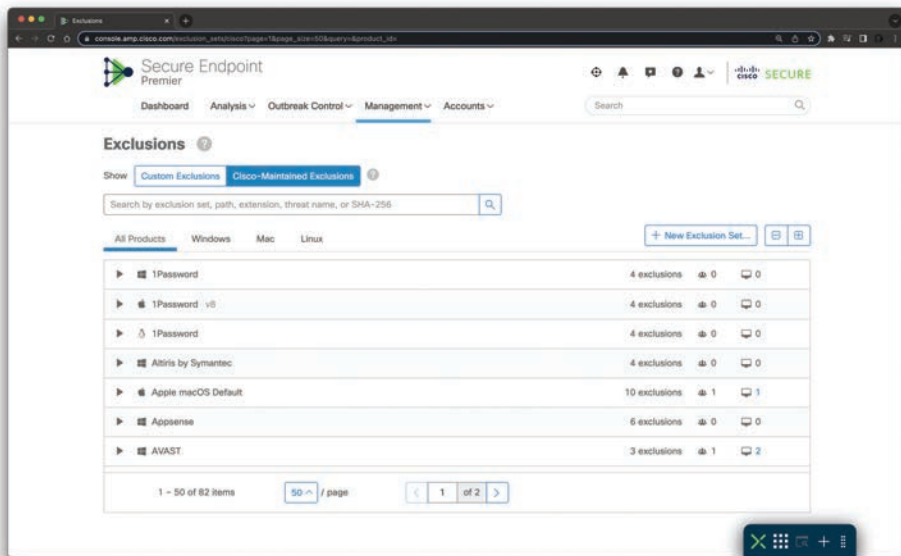 Exclusions
console.amp.cisco.com/exclusion_sets/cisco?page=1&page_size=50&query=&product_id=
Secure Endpoint
Premier
CISCO SECURE
Dashboard Analysis Outbreak Control Management Accounts
Search
Exclusions
Show Custom Exclusions Cisco-Maintained Exclusions
Search by exclusion set, path, extension, threat name, or SHA-256
All Products Windows Mac Linux
+ New Exclusion Set...
1Password 4 exclusions 0 0
1Password v8 4 exclusions 0 0
1Password 4 exclusions 0 0
Altiris by Symantec 4 exclusions 0 0
Apple macOS Default 10 exclusions 1 1
Appsense 6 exclusions 0 0
AVAST 3 exclusions 1 2
1 – 50 of 82 items 50 / page 1 of 2